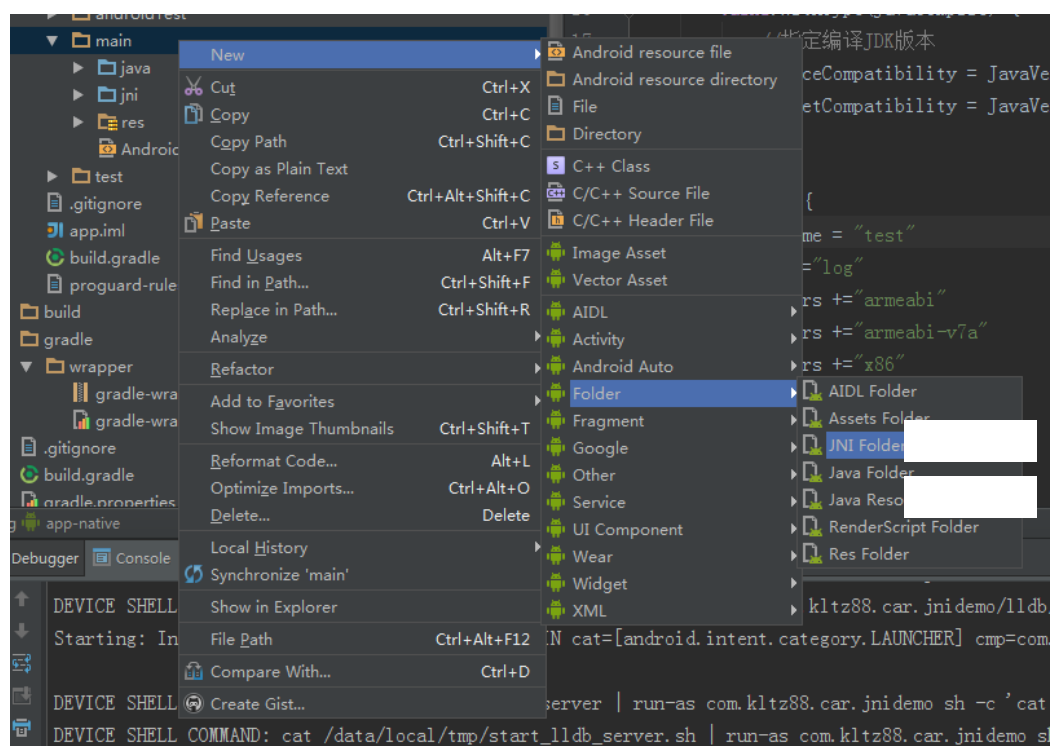 main
java
jni
res
Android
test
.gitignore
app.iml
build.gradle
proguard-rule
build
gradle
wrapper
gradle-wra
gradle-wra
.gitignore
build.gradle
gradle.properties
app-native
New
Cut Ctrl+X
Copy Ctrl+C
Copy Path Ctrl+Shift+C
Copy as Plain Text
Copy Reference Ctrl+Alt+Shift+C
Paste Ctrl+V
Find Usages Alt+F7
Find in Path... Ctrl+Shift+F
Replace in Path... Ctrl+Shift+R
Analyze
Refactor
Add to Favorites
Show Image Thumbnails Ctrl+Shift+T
Reformat Code... Alt+L
Optimize Imports... Ctrl+Alt+O
Delete... Delete
Local History
Synchronize 'main'
Show in Explorer
File Path Ctrl+Alt+F12
Compare With... Ctrl+D
Create Gist...
Android resource file
Android resource directory
File
Directory
C++ Class
C/C++ Source File
C/C++ Header File
Image Asset
Vector Asset
AIDL
Activity
Android Auto
Folder
Fragment
Google
Other
Service
UI Component
Wear
Widget
XML
AIDL Folder
Assets Folder
JNI Folder
Java Folder
Java Reso
RenderScript Folder
Res Folder
指定编译JDK版本
ceCompatibility = JavaVe
etCompatibility = JavaVe
{
me = "test"
="log"
rs +="armeabi"
rs +="armeabi-v7a"
rs +="x86"
Debugger Console
DEVICE SHELL kltz88.car.jnidemo/lldb
Starting: In IN cat=[android.intent.category.LAUNCHER] cmp=com
DEVICE SHELL server | run-as com.kltz88.car.jnidemo sh -c 'cat
DEVICE SHELL COMMAND: cat /data/local/tmp/start_lldb_server.sh | run-as com.kltz88.car.jnidemo sh